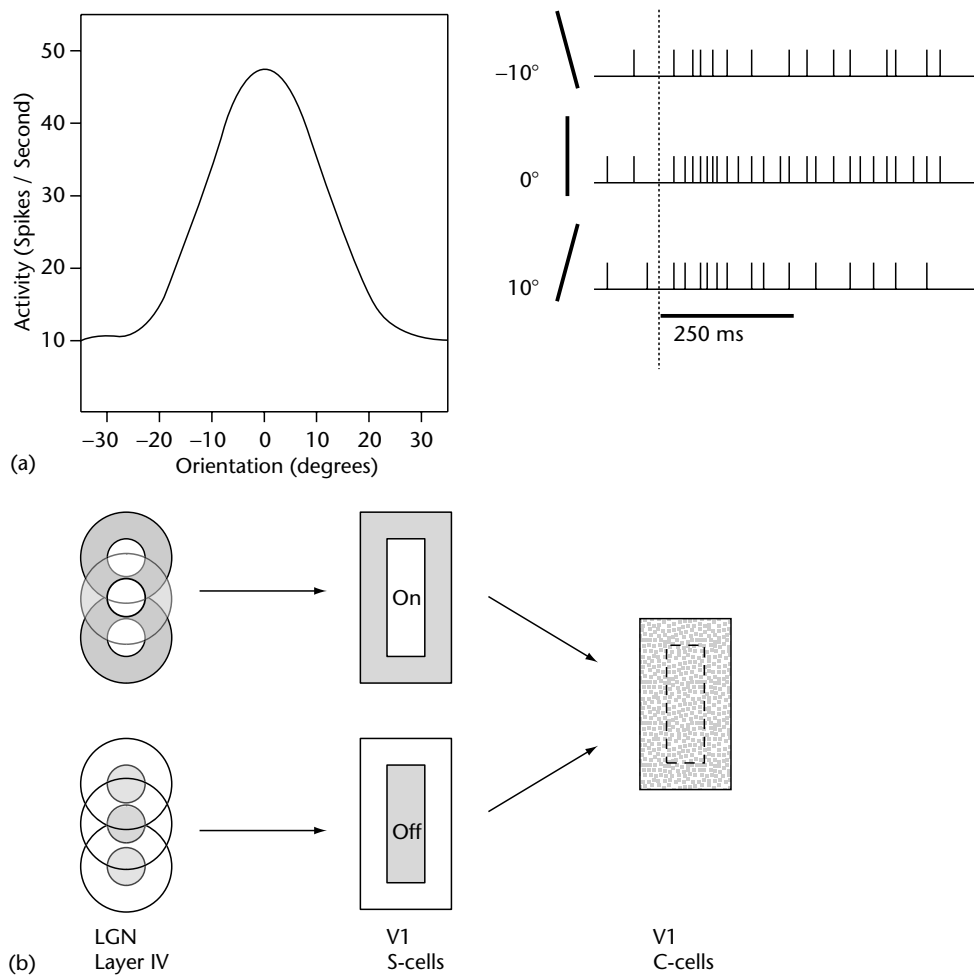 50
40
30
20
10
Activity (Spikes / Second)
−30 −20 −10 0 10 20 30
Orientation (degrees)
(a)
−10°
0°
10°
250 ms
On
Off
LGN
Layer IV
V1
S-cells
V1
C-cells
(b)